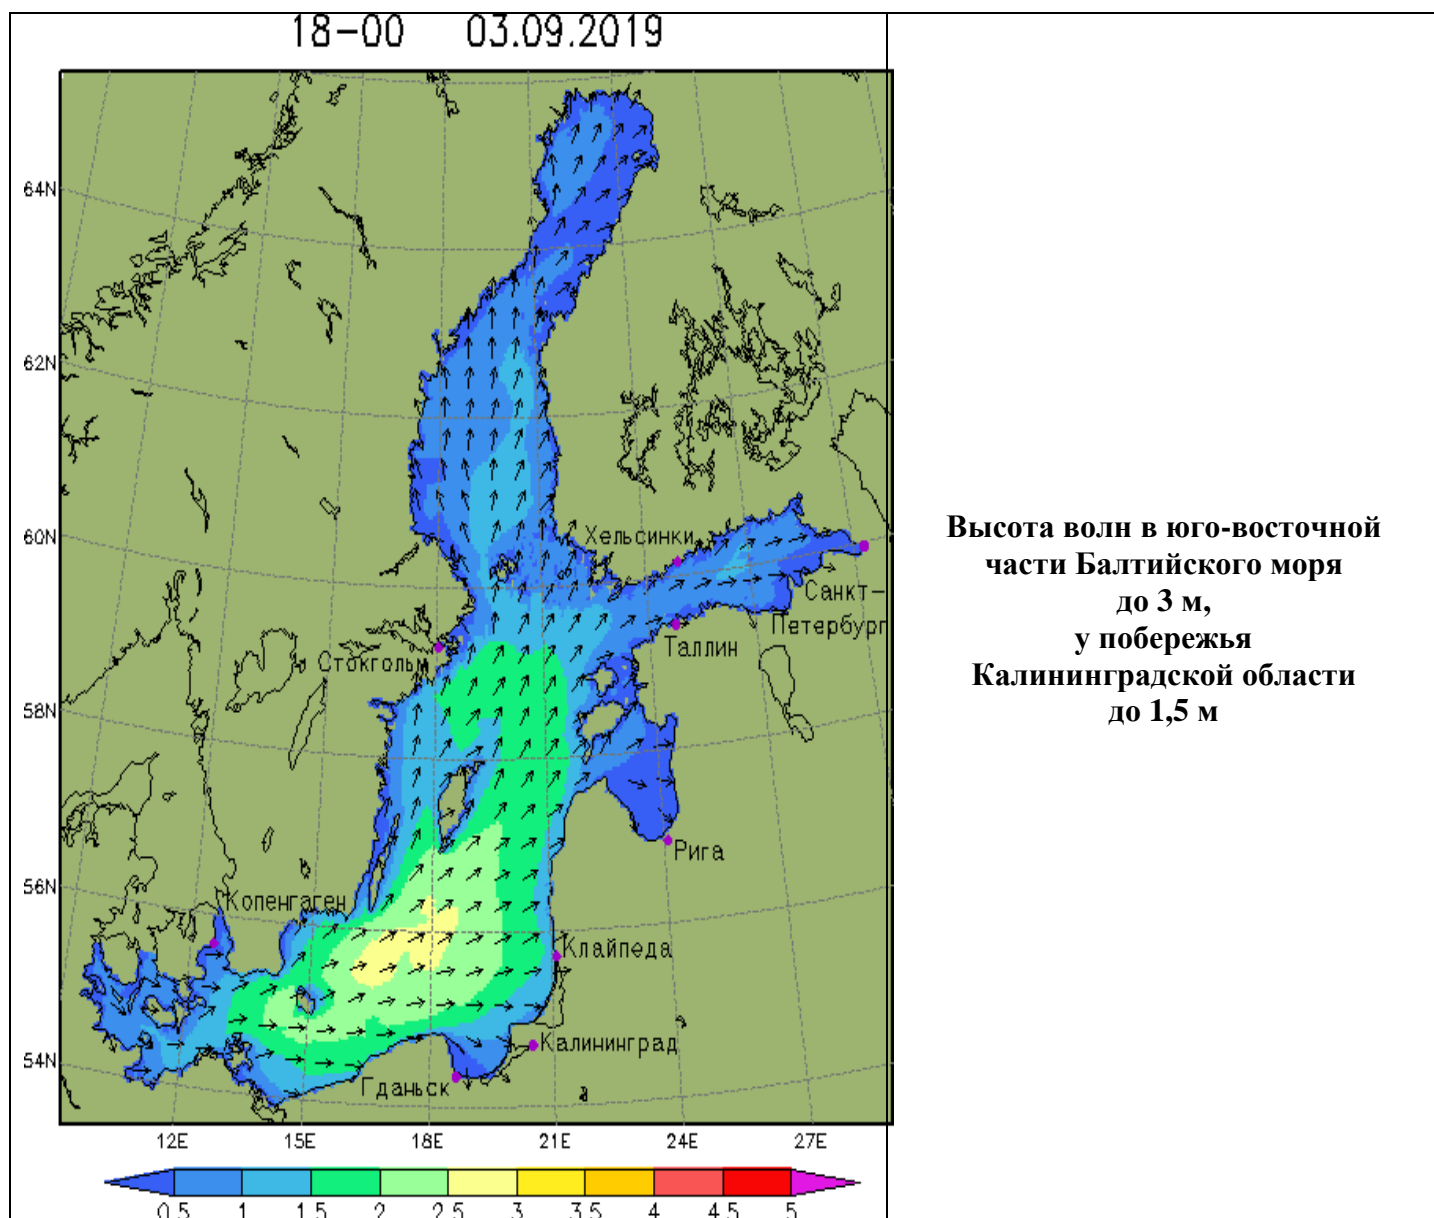 18-00 03.09.2019
64N
62N
60N
58N
56N
54N
Хельсинки
Санкт-
Петербург
Таллин
Стокгольм
Рига
Копенгаген
Клайпеда
Калининград
Гданьск
12E 15E 18E 21E 24E 27E
0.5 1 1.5 2 2.5 3 3.5 4 4.5 5
Высота волн в юго-восточной
части Балтийского моря
до 3 м,
у побережья
Калининградской области
до 1,5 м